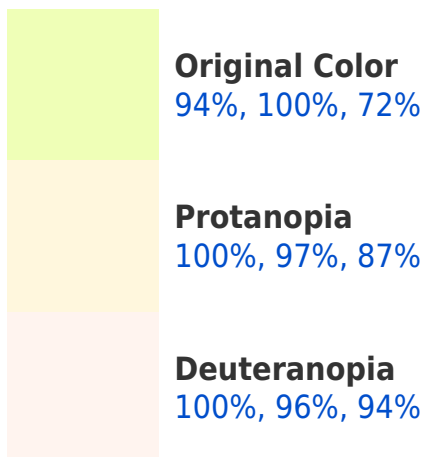 Original Color
94%, 100%, 72%
Protanopia
100%, 97%, 87%
Deuteranopia
100%, 96%, 94%